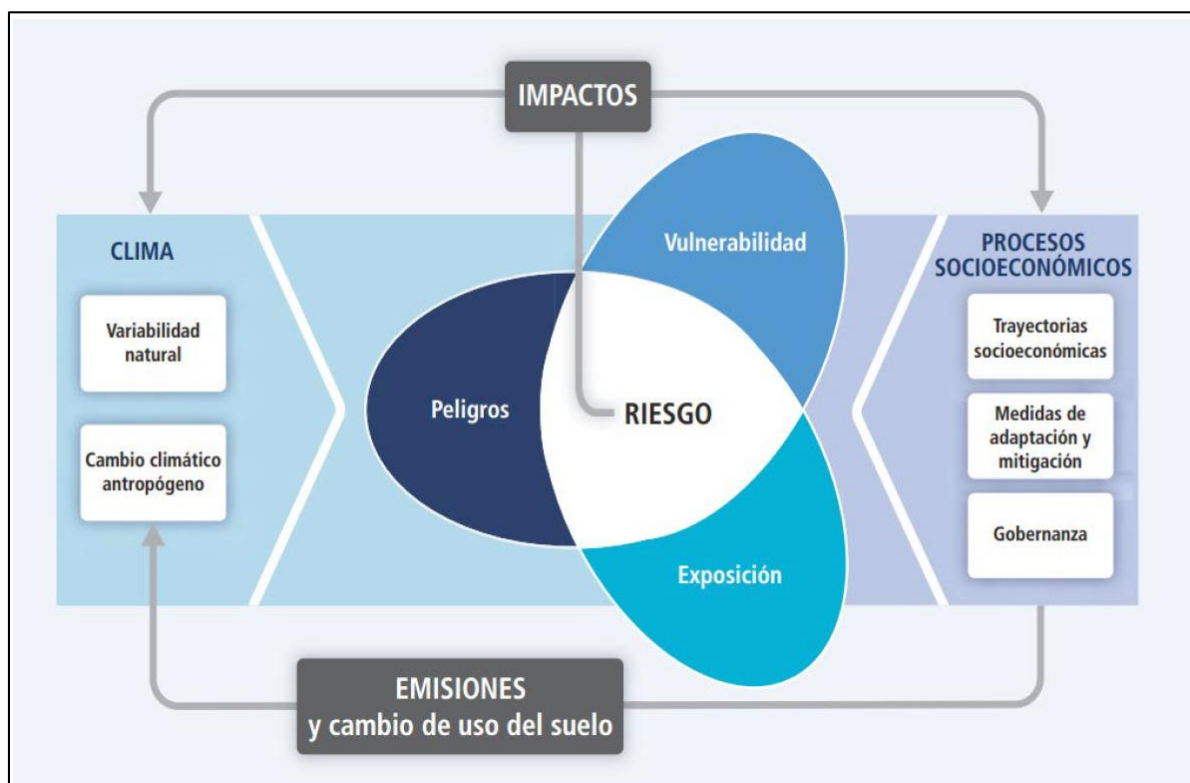 IMPACTOS
CLIMA
Variabilidad
natural
Cambio climático
antropógeno
Vulnerabilidad
Peligros
RIESGO
Exposición
PROCESOS
SOCIOECONÓMICOS
Trayectorias
socioeconómicas
Medidas de
adaptación y
mitigación
Gobernanza
EMISIONES
y cambio de uso del suelo